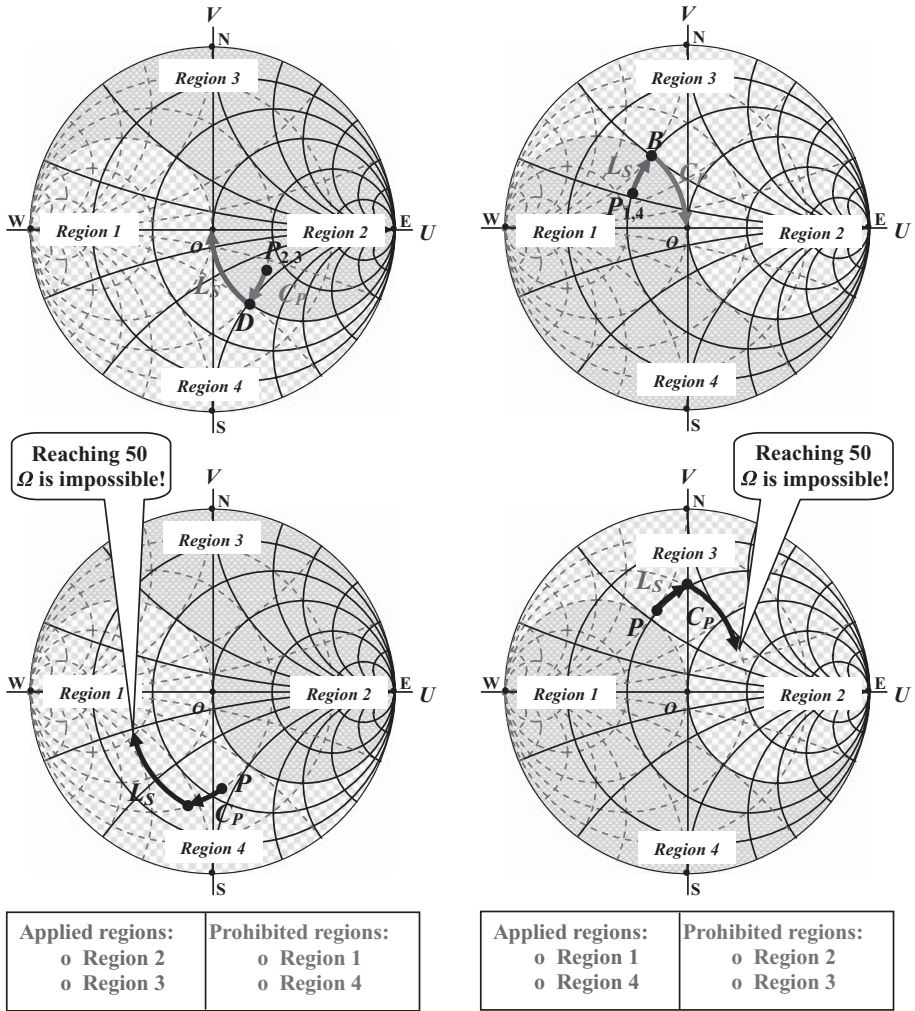 V
N
Region 3
W
Region 1
O
Region 2
E
U
P2,3
LS
CP
D
Region 4
S
V
N
Region 3
B
LS
CP
P1,4
W
Region 1
O
Region 2
E
U
Region 4
S
Reaching 50
Ω is impossible!
V
N
Region 3
W
Region 1
O
Region 2
E
U
P
LS
CP
Region 4
S
Reaching 50
Ω is impossible!
V
N
Region 3
LS
P
CP
W
Region 1
O
Region 2
E
U
Region 4
S
Applied regions:
o Region 2
o Region 3
Prohibited regions:
o Region 1
o Region 4
Applied regions:
o Region 1
o Region 4
Prohibited regions:
o Region 2
o Region 3